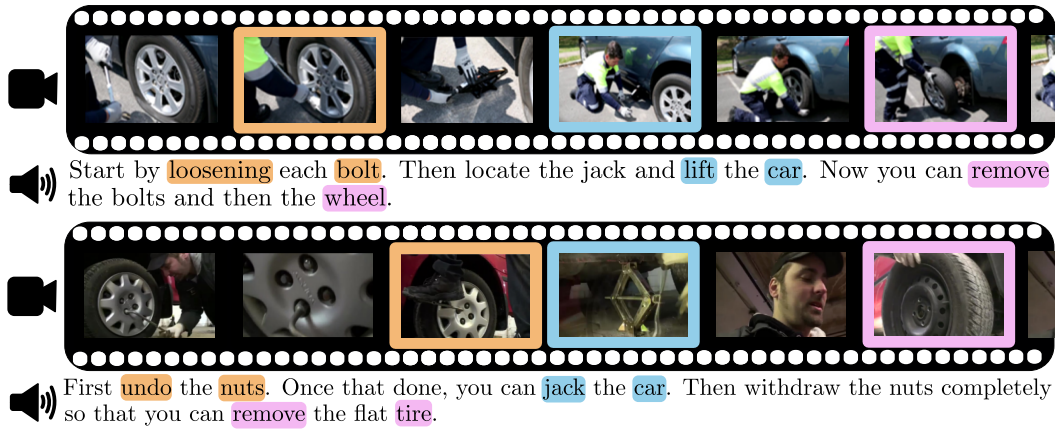 Start by loosening each bolt. Then locate the jack and lift the car. Now you can remove
the bolts and then the wheel.
First undo the nuts. Once that done, you can jack the car. Then withdraw the nuts completely
so that you can remove the flat tire.